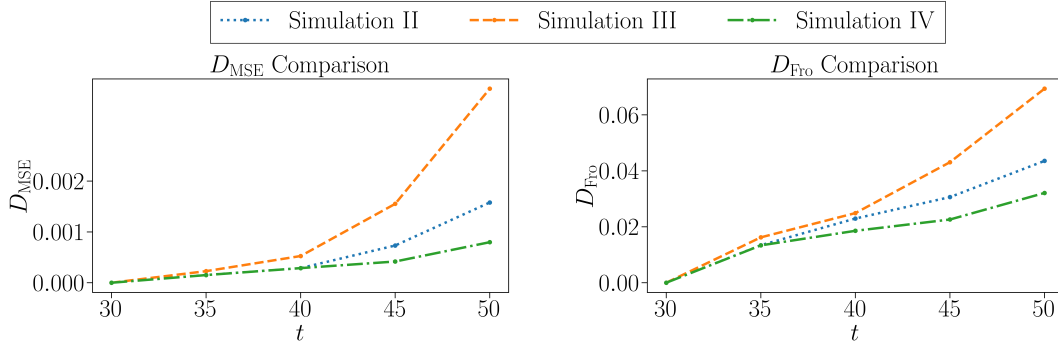 Simulation II Simulation III Simulation IV
D_MSE Comparison
D_MSE
0.002
0.001
0.000
30 35 40 45 50
t
D_Fro Comparison
D_Fro
0.06
0.04
0.02
0.00
30 35 40 45 50
t